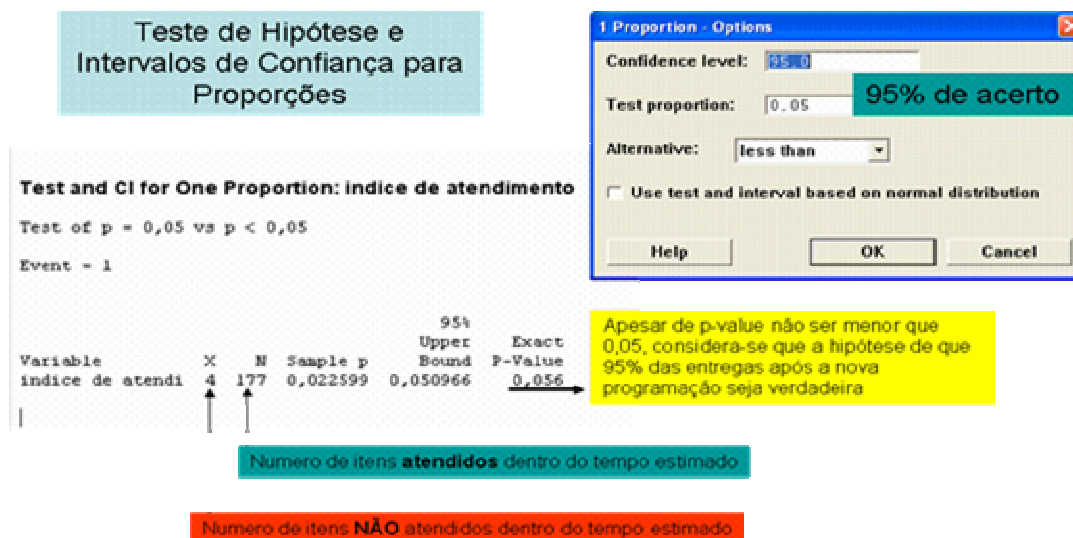 Teste de Hipótese e
Intervalos de Confiança para
Proporções
1 Proportion - Options
Confidence level: 95,0
Test proportion: 0,05
95% de acerto
Alternative: less than
Use test and interval based on normal distribution
Help OK Cancel
Test and CI for One Proportion: indice de atendimento
Test of p = 0,05 vs p < 0,05
Event = 1
95%
Upper Exact
Variable X N Sample p Bound P-Value
indice de atendi 4 177 0,022599 0,050966 0,056
Apesar de p-value não ser menor que
0,05, considera-se que a hipótese de que
95% das entregas após a nova
programação seja verdadeira
Numero de itens atendidos dentro do tempo estimado
Numero de itens NÃO atendidos dentro do tempo estimado